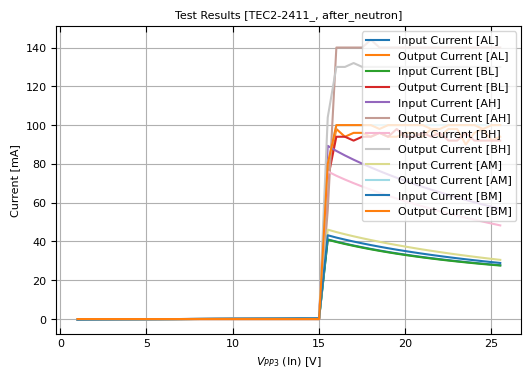 Test Results [TEC2-2411_, after_neutron]
Current [mA]
140
120
100
80
60
40
20
0
0
5
10
15
20
25
V_PP3 (In) [V]
Input Current [AL]
Output Current [AL]
Input Current [BL]
Output Current [BL]
Input Current [AH]
Output Current [AH]
Input Current [BH]
Output Current [BH]
Input Current [AM]
Output Current [AM]
Input Current [BM]
Output Current [BM]